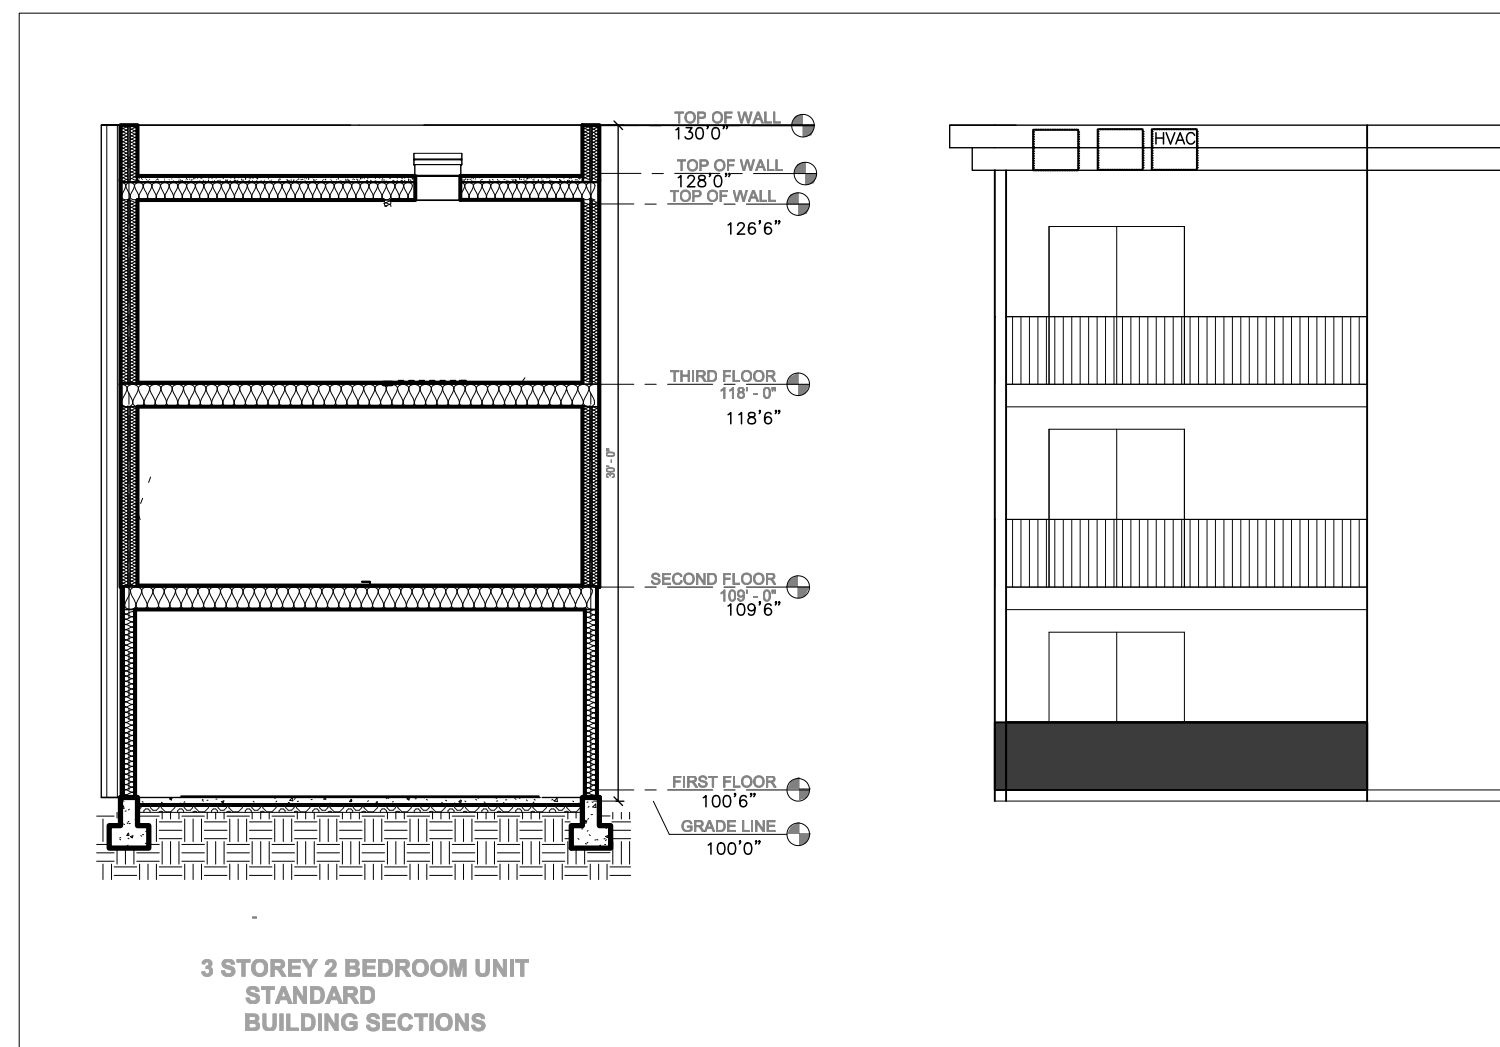 TOP OF WALL
130'0"
HVAC
TOP OF WALL
128'0"
TOP OF WALL
126'6"
THIRD FLOOR
118' - 0"
118'6"
30' - 0"
SECOND FLOOR
109' - 0"
109'6"
FIRST FLOOR
100'6"
GRADE LINE
100'0"
3 STOREY 2 BEDROOM UNIT
STANDARD
BUILDING SECTIONS